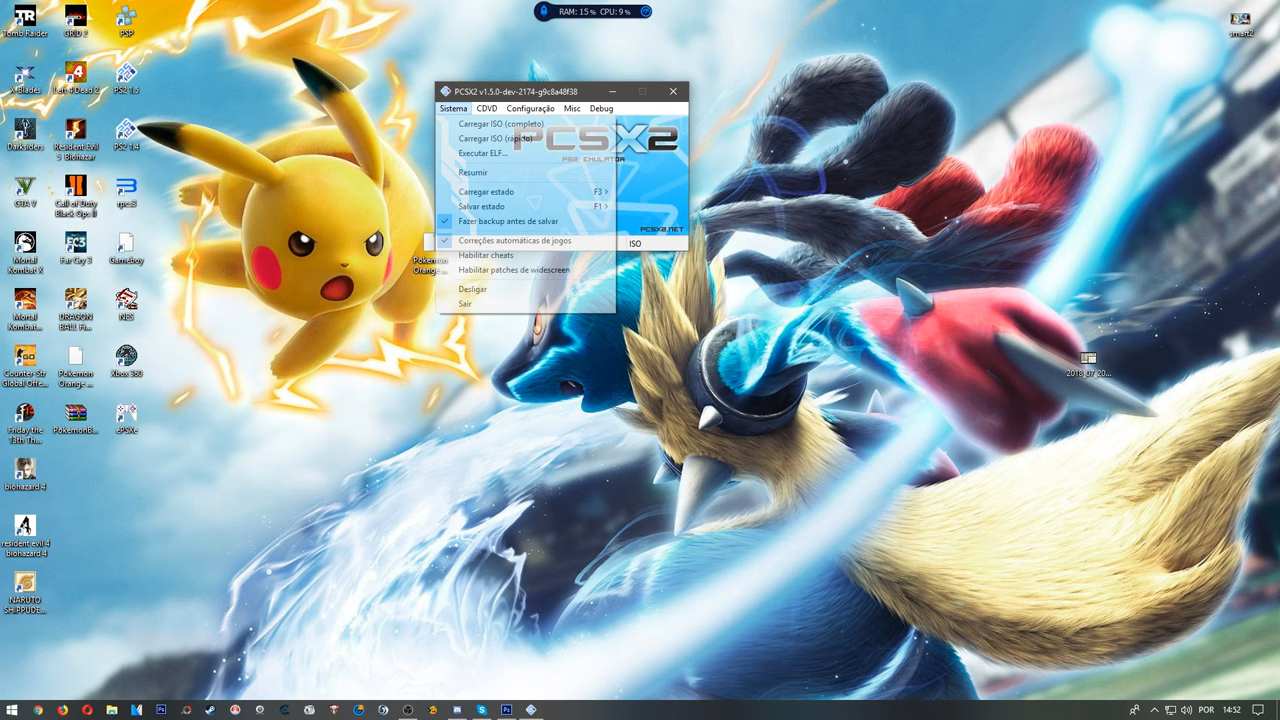 RAM: 15% CPU: 9%
Tomb Raider
GRID 2
PSP
smart2
X-Blades
Left 4 Dead 2
PS2 1.5
Darksiders
Resident Evil
5 Biohazar
PS2 1.4
GTA V
Call of Duty
Black Ops II
rpcs3
Mortal
Kombat X
Far Cry 3
Gameboy
Mortal
Kombat...
DRAGON
BALL Fi...
NES
Counter-Str
Global Offe...
Pokemon
Orange ...
Xbox 360
Friday the
13th Th...
PokemonB...
ePSXe
biohazard 4
resident evil 4
biohazard 4
NARUTO
SHIPPUDE...
Pokemon
Orange ...
2018_07_20...
PCSX2 v1.5.0-dev-2174-g9c8a48f38
Sistema CDVD Configuração Misc Debug
Carregar ISO (completo)
Carregar ISO (rápido)
Executar ELF...
Resumir
Carregar estado F3 >
Salvar estado F1 >
Fazer backup antes de salvar
Correções automáticas de jogos
Habilitar cheats
Habilitar patches de widescreen
Desligar
Sair
PCSX2
PS2 EMULATOR
PCSX2.NET
ISO
POR 14:52